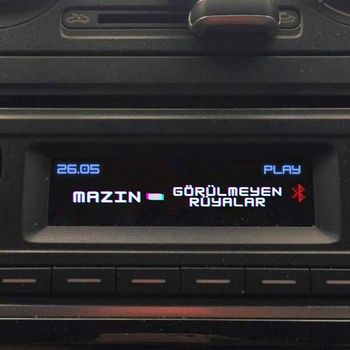 26.05 PLAY
MAZIN - GÖRÜLMEYEN
RÜYALAR